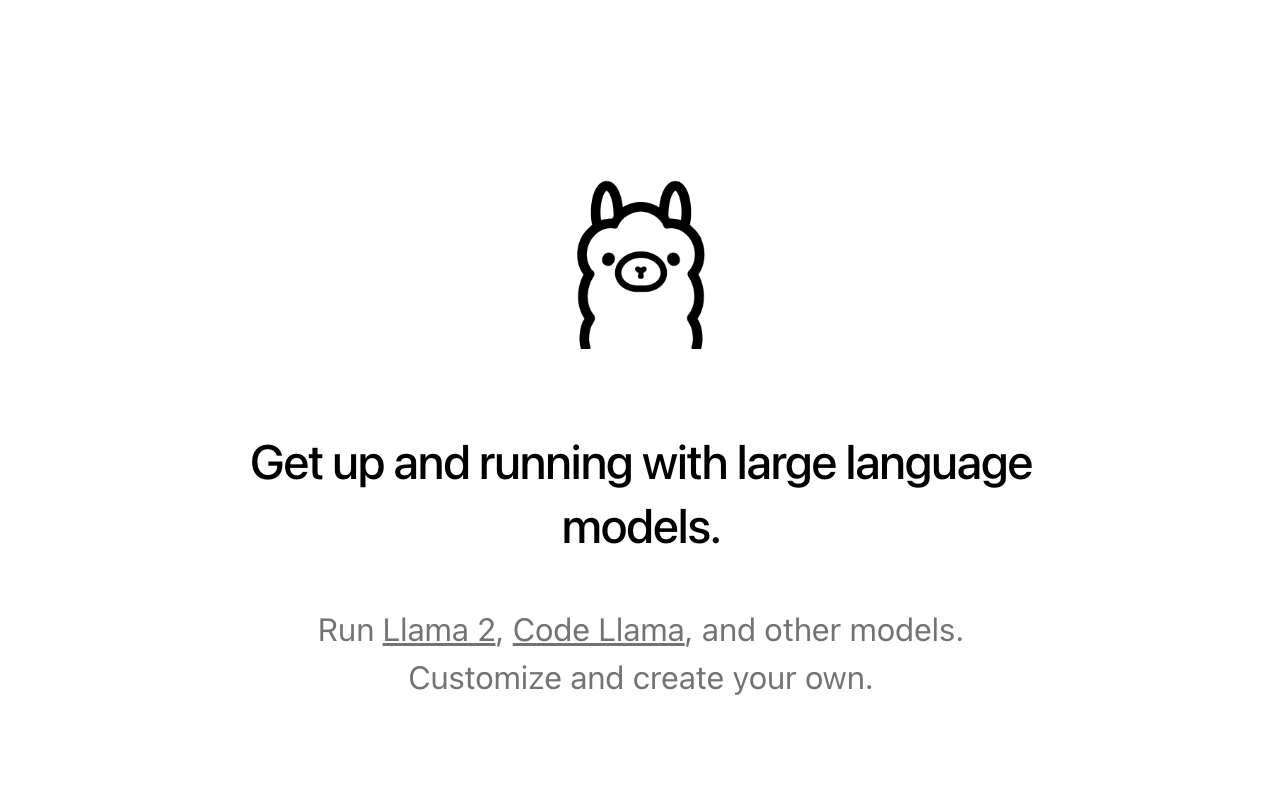 Get up and running with large language
models.
Run Llama 2, Code Llama, and other models.
Customize and create your own.